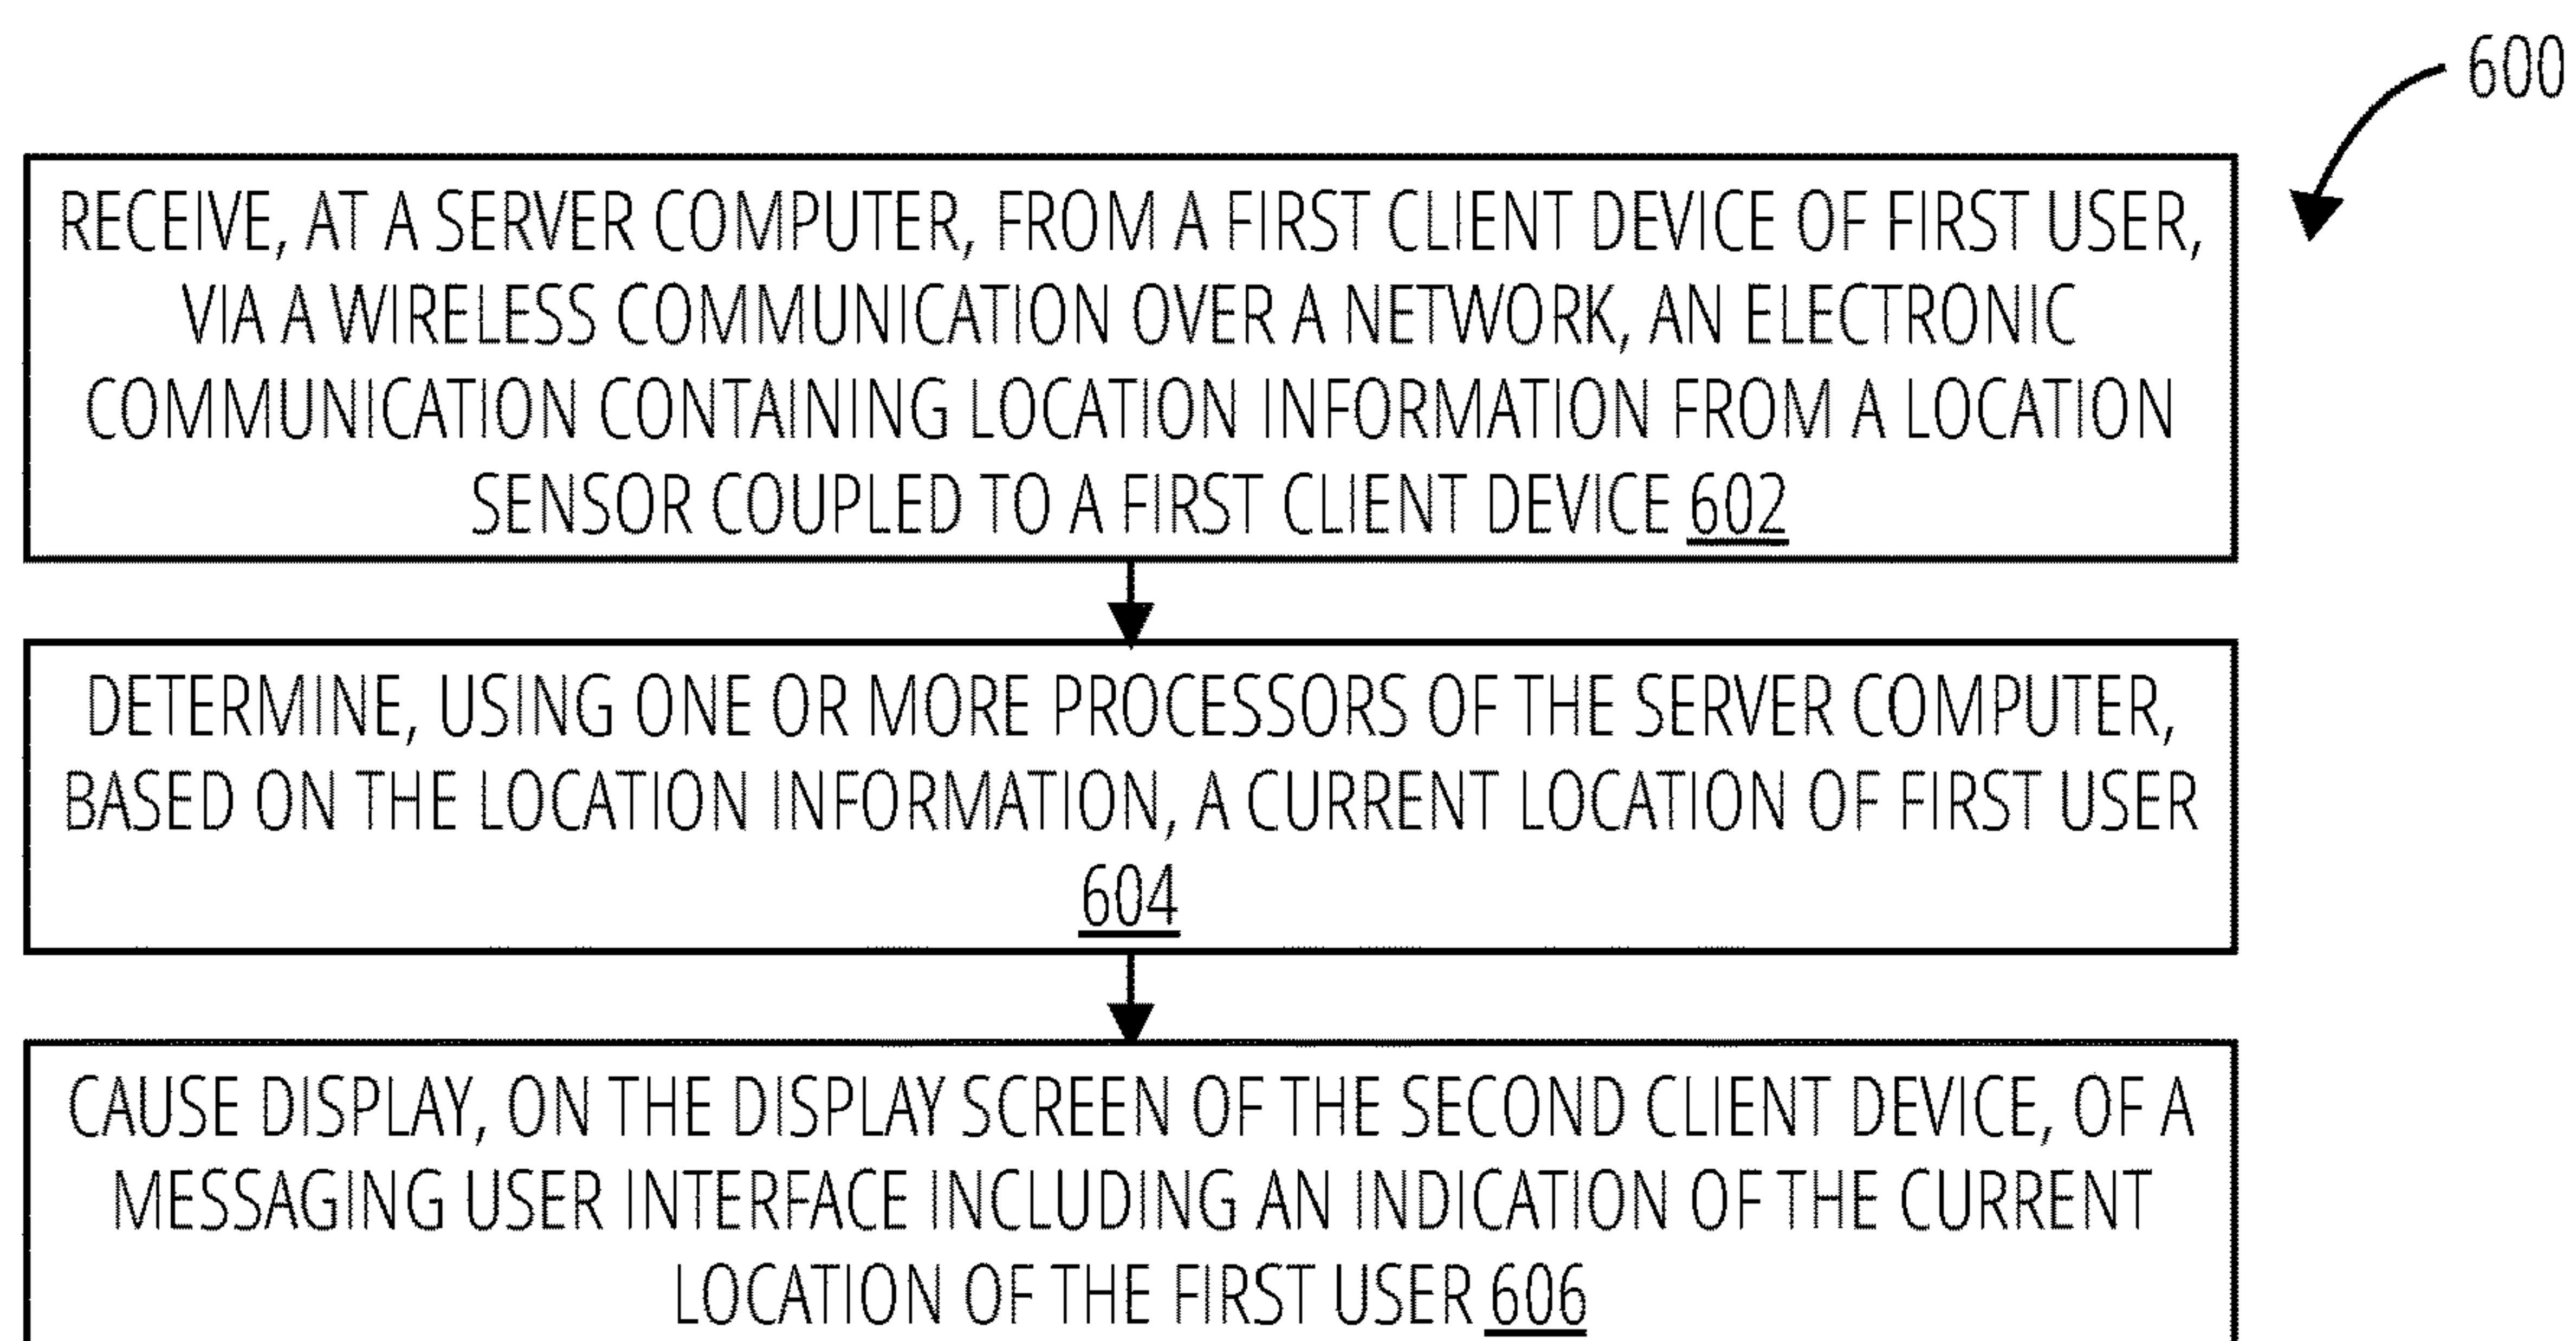 600
RECEIVE, AT A SERVER COMPUTER, FROM A FIRST CLIENT DEVICE OF FIRST USER,
VIA A WIRELESS COMMUNICATION OVER A NETWORK, AN ELECTRONIC
COMMUNICATION CONTAINING LOCATION INFORMATION FROM A LOCATION
SENSOR COUPLED TO A FIRST CLIENT DEVICE 602
DETERMINE, USING ONE OR MORE PROCESSORS OF THE SERVER COMPUTER,
BASED ON THE LOCATION INFORMATION, A CURRENT LOCATION OF FIRST USER
604
CAUSE DISPLAY, ON THE DISPLAY SCREEN OF THE SECOND CLIENT DEVICE, OF A
MESSAGING USER INTERFACE INCLUDING AN INDICATION OF THE CURRENT
LOCATION OF THE FIRST USER 606